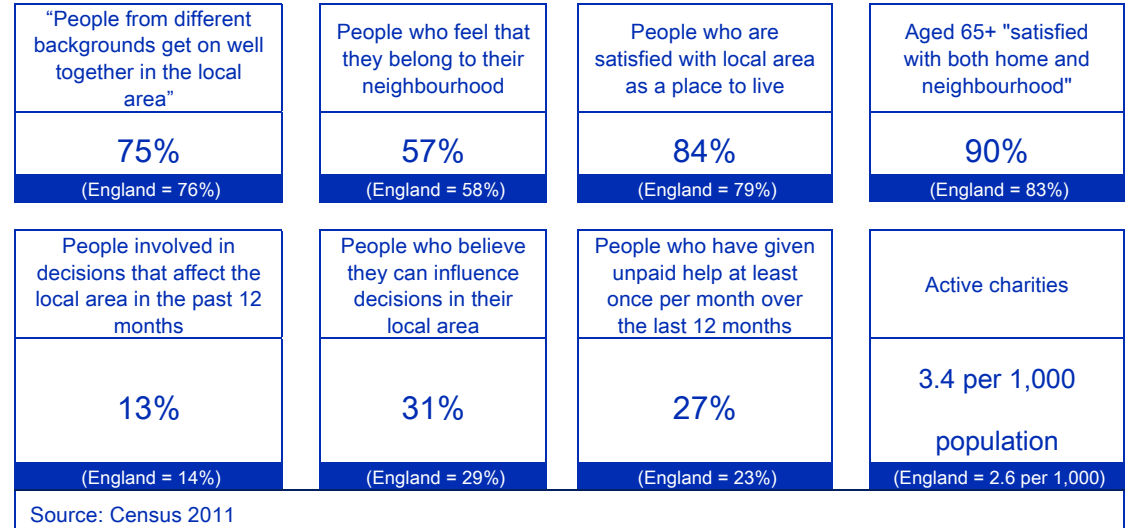 “People from different
backgrounds get on well
together in the local
area”
75%
(England = 76%)
People who feel that
they belong to their
neighbourhood
57%
(England = 58%)
People who are
satisfied with local area
as a place to live
84%
(England = 79%)
Aged 65+ "satisfied
with both home and
neighbourhood"
90%
(England = 83%)
People involved in
decisions that affect the
local area in the past 12
months
13%
(England = 14%)
People who believe
they can influence
decisions in their
local area
31%
(England = 29%)
People who have given
unpaid help at least
once per month over
the last 12 months
27%
(England = 23%)
Active charities
3.4 per 1,000
population
(England = 2.6 per 1,000)
Source: Census 2011